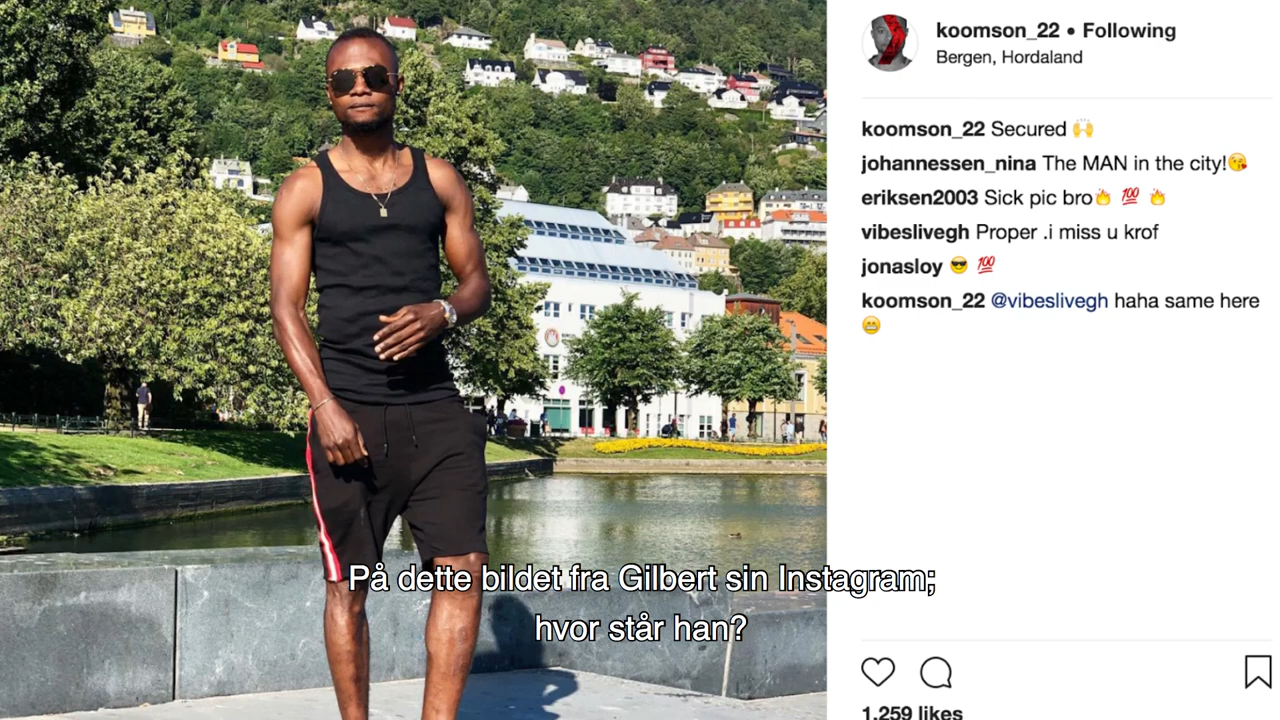 koomson_22 • Following
Bergen, Hordaland
koomson_22 Secured 🙌
johannessen_nina The MAN in the city!😘
eriksen2003 Sick pic bro🔥 💯 🔥
vibeslivegh Proper .i miss u krof
jonasloy 😎 💯
koomson_22 @vibeslivegh haha same here
😁
På dette bildet fra Gilbert sin Instagram;
hvor står han?
1,259 likes